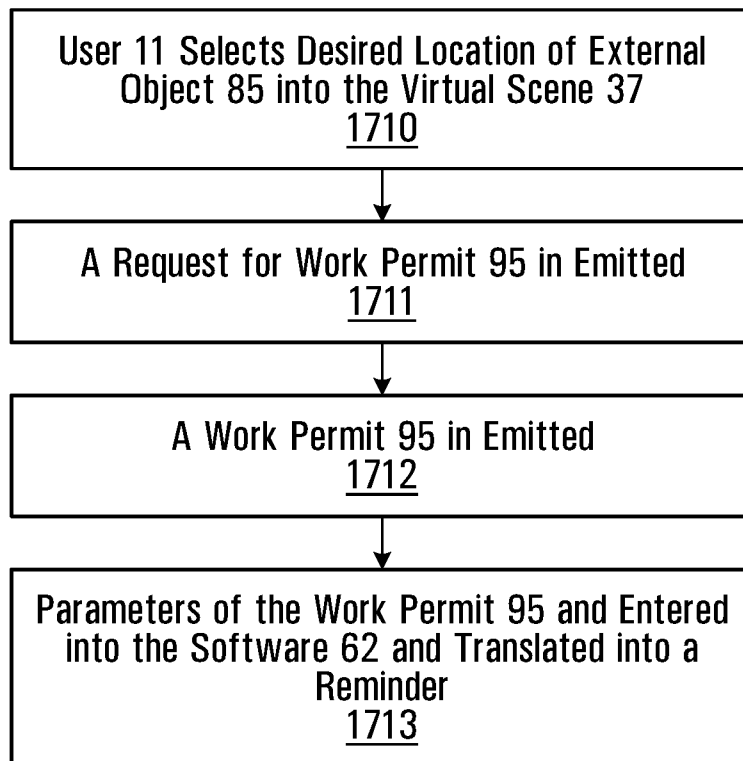 User 11 Selects Desired Location of External
Object 85 into the Virtual Scene 37
1710
A Request for Work Permit 95 in Emitted
1711
A Work Permit 95 in Emitted
1712
Parameters of the Work Permit 95 and Entered
into the Software 62 and Translated into a
Reminder
1713